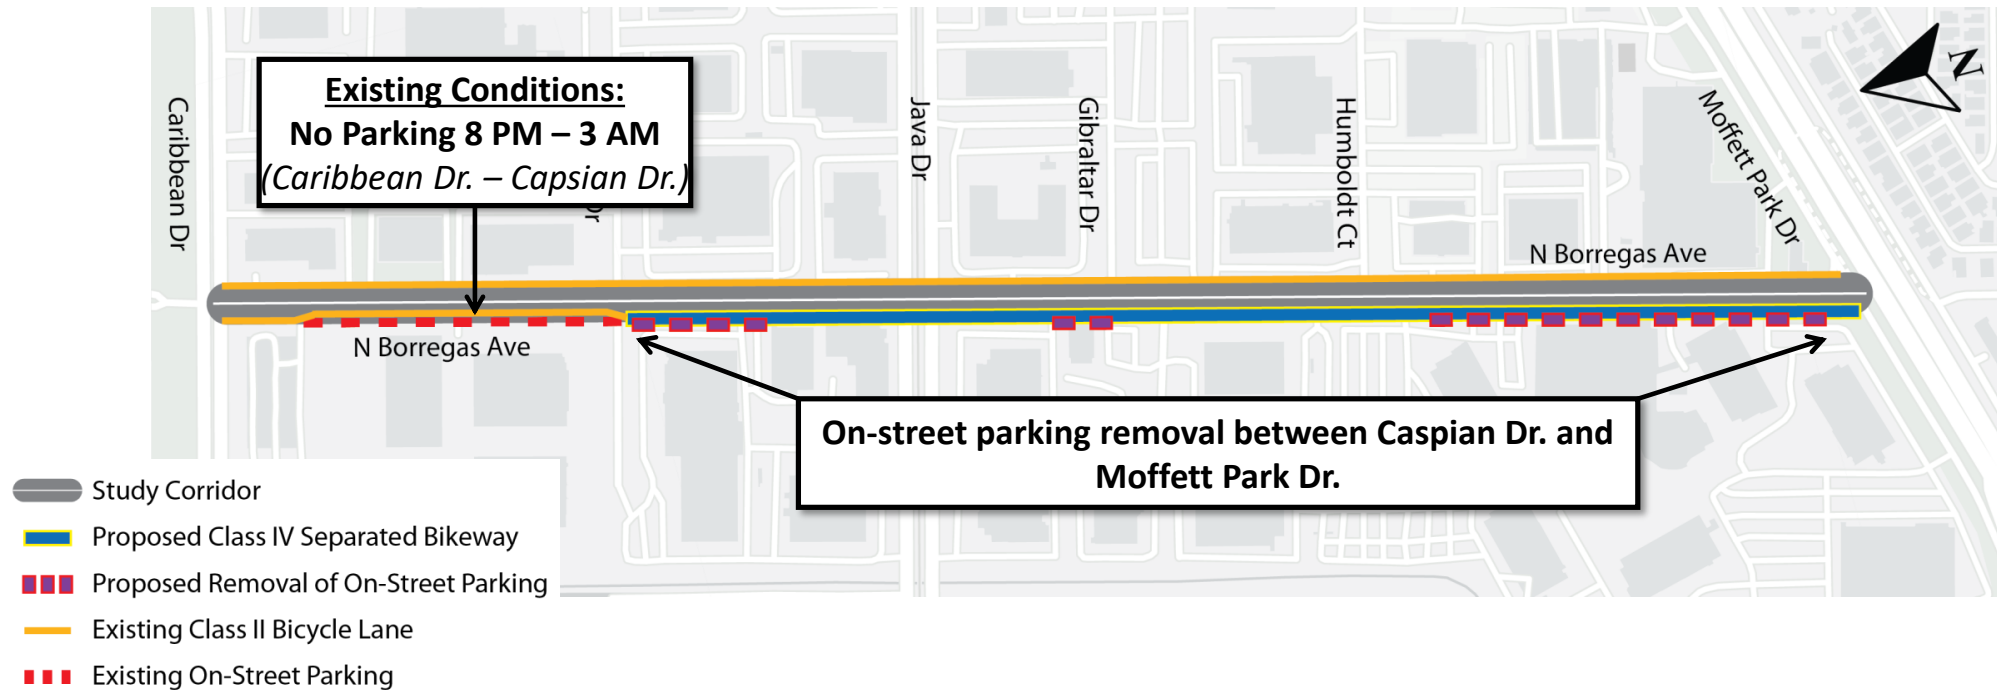 Existing Conditions:
No Parking 8 PM – 3 AM
(Caribbean Dr. – Capsian Dr.)
N
Caribbean Dr
Dr
Java Dr
Gibraltar Dr
Humboldt Ct
Moffett Park Dr
N Borregas Ave
N Borregas Ave
On-street parking removal between Caspian Dr. and
Moffett Park Dr.
Study Corridor
Proposed Class IV Separated Bikeway
Proposed Removal of On-Street Parking
Existing Class II Bicycle Lane
Existing On-Street Parking